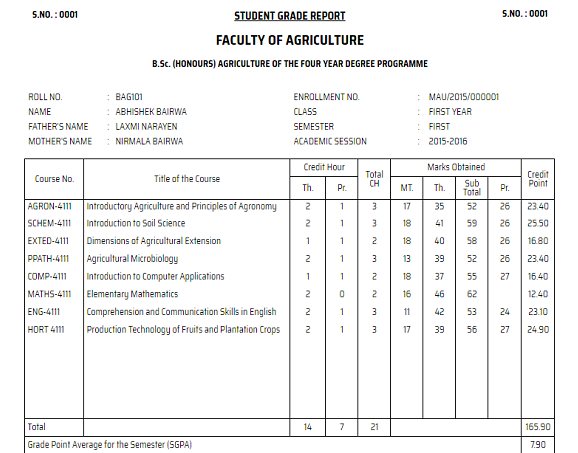 S.NO. : 0001 STUDENT GRADE REPORT S.NO. : 0001
FACULTY OF AGRICULTURE
B.Sc. (HONOURS) AGRICULTURE OF THE FOUR YEAR DEGREE PROGRAMME
ROLL NO. : BAG101 ENROLLMENT NO. : MAU/2015/000001
NAME : ABHISHEK BAIRWA CLASS : FIRST YEAR
FATHER'S NAME : LAXMI NARAYEN SEMESTER : FIRST
MOTHER'S NAME : NIRMALA BAIRWA ACADEMIC SESSION : 2015-2016
Course No. Title of the Course Credit Hour Total CH Marks Obtained Credit Point
Th. Pr. MT. Th. Sub Total Pr.
AGRON-4111 Introductory Agriculture and Principles of Agronomy 2 1 3 17 35 52 26 23.40
SCHEM-4111 Introduction to Soil Science 2 1 3 18 41 59 26 25.50
EXTED-4111 Dimensions of Agricultural Extension 1 1 2 18 40 58 26 16.80
PPATH-4111 Agricultural Microbiology 2 1 3 13 39 52 26 23.40
COMP-4111 Introduction to Computer Applications 1 1 2 18 37 55 27 16.40
MATHS-4111 Elementary Mathematics 2 0 2 16 46 62 12.40
ENG-4111 Comprehension and Communication Skills in English 2 1 3 11 42 53 24 23.10
HORT 4111 Production Technology of Fruits and Plantation Crops 2 1 3 17 39 56 27 24.90
Total 14 7 21 165.90
Grade Point Average for the Semester (SGPA) 7.90